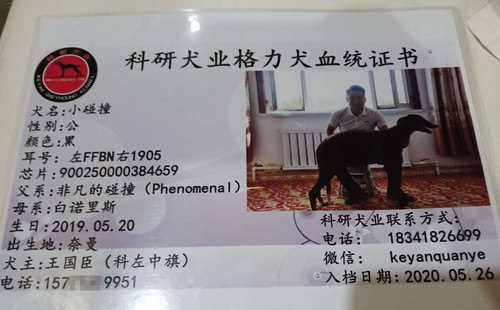 科研犬业格力犬血统证书
犬名:小碰撞
性别:公
颜色:黑
耳号: 左FFBN右1905
芯片: 900250000384659
父系:非凡的碰撞(Phenomenal)
母系:白诺里斯
生日:2019.05.20
出生地:奈曼
犬主:王国臣(科左中旗)
电话: 157 9951
科研犬业联系方式:
电话: 18341826699
微信: keyanquanye
入档日期:2020.05.26